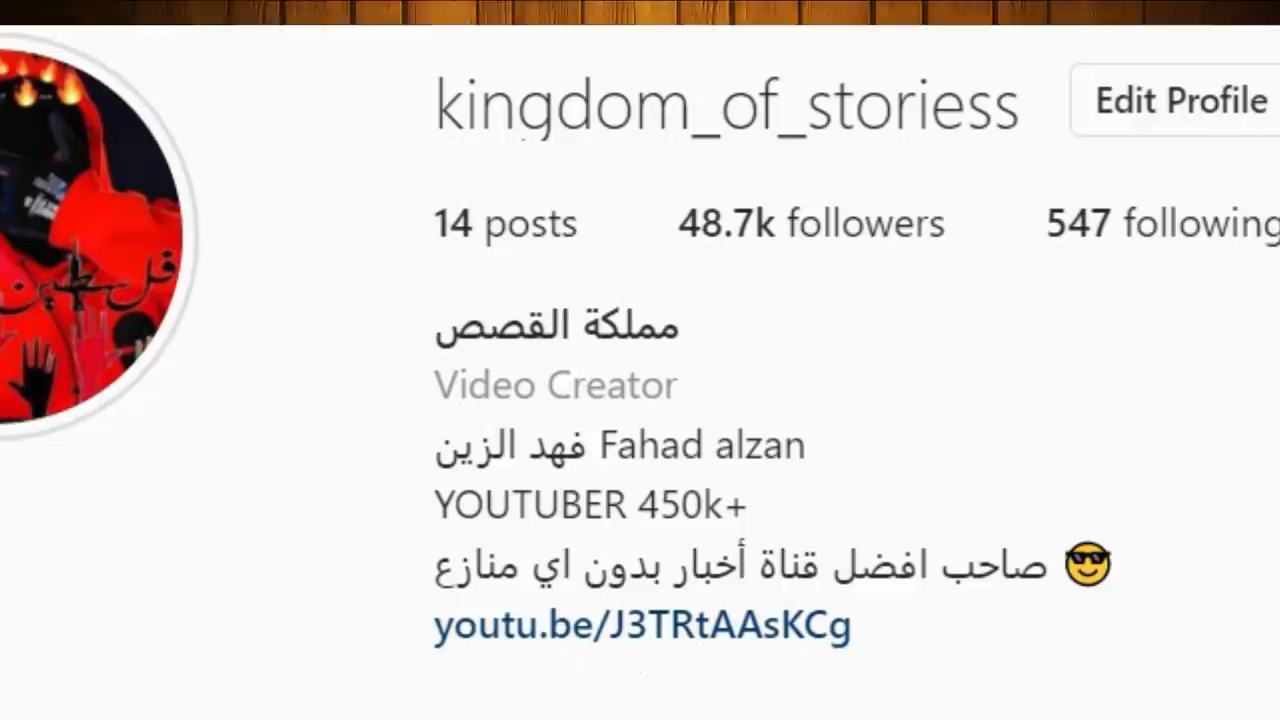 kingdom_of_storiess
Edit Profile
14 posts 48.7k followers 547 following
مملكة القصص
Video Creator
فهد الزين Fahad alzan
YOUTUBER 450k+
صاحب افضل قناة أخبار بدون اي منازع 😎
youtu.be/J3TRtAAsKCg
فلسطين